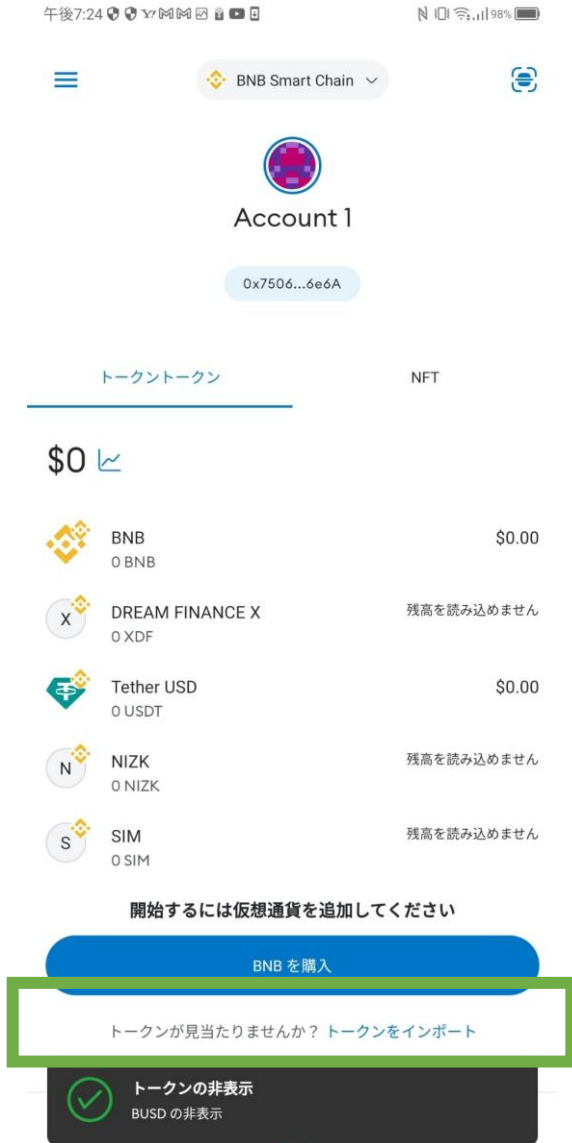 午後7:24
98%
BNB Smart Chain
Account 1
0x7506...6e6A
トークントークン
NFT
$0
BNB
$0.00
0 BNB
X
DREAM FINANCE X
残高を読み込めません
0 XDF
Tether USD
$0.00
0 USDT
N
NIZK
残高を読み込めません
0 NIZK
S
SIM
残高を読み込めません
0 SIM
開始するには仮想通貨を追加してください
BNB を購入
トークンが見当たりませんか? トークンをインポート
トークンの非表示
BUSD の非表示